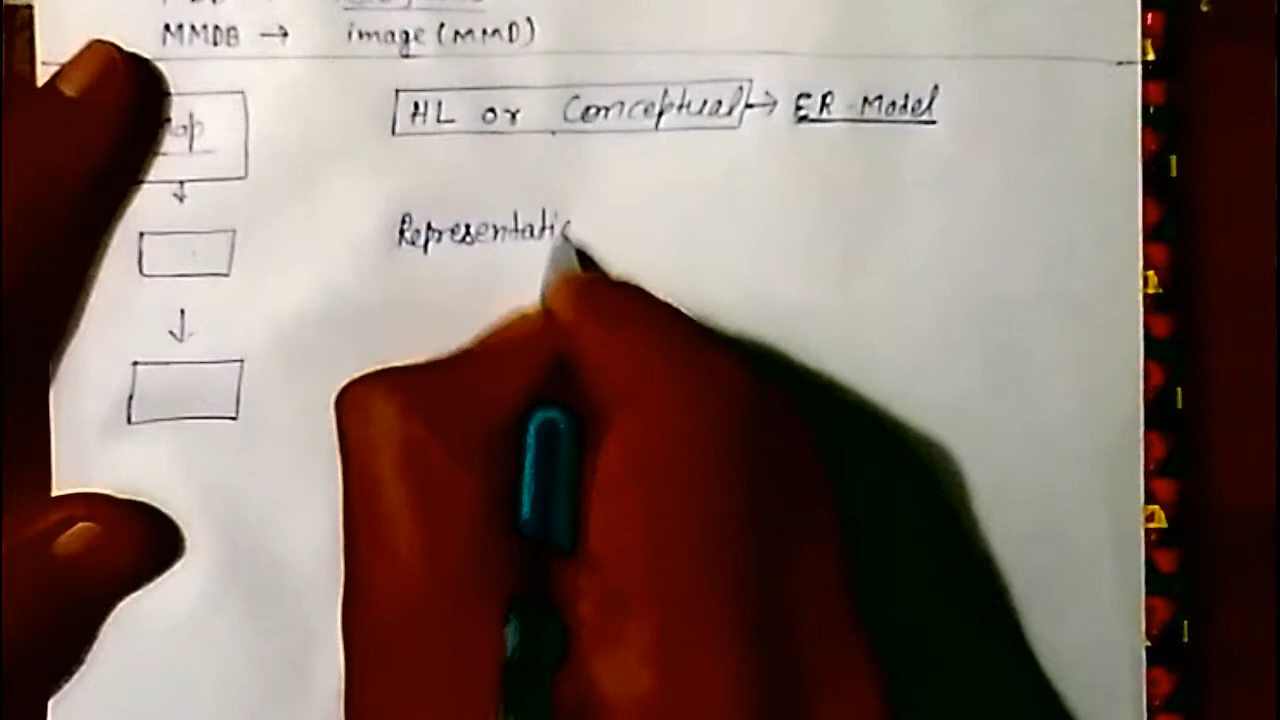 MMDB → image (MMD)
HL or Conceptual → ER Model
Representatio